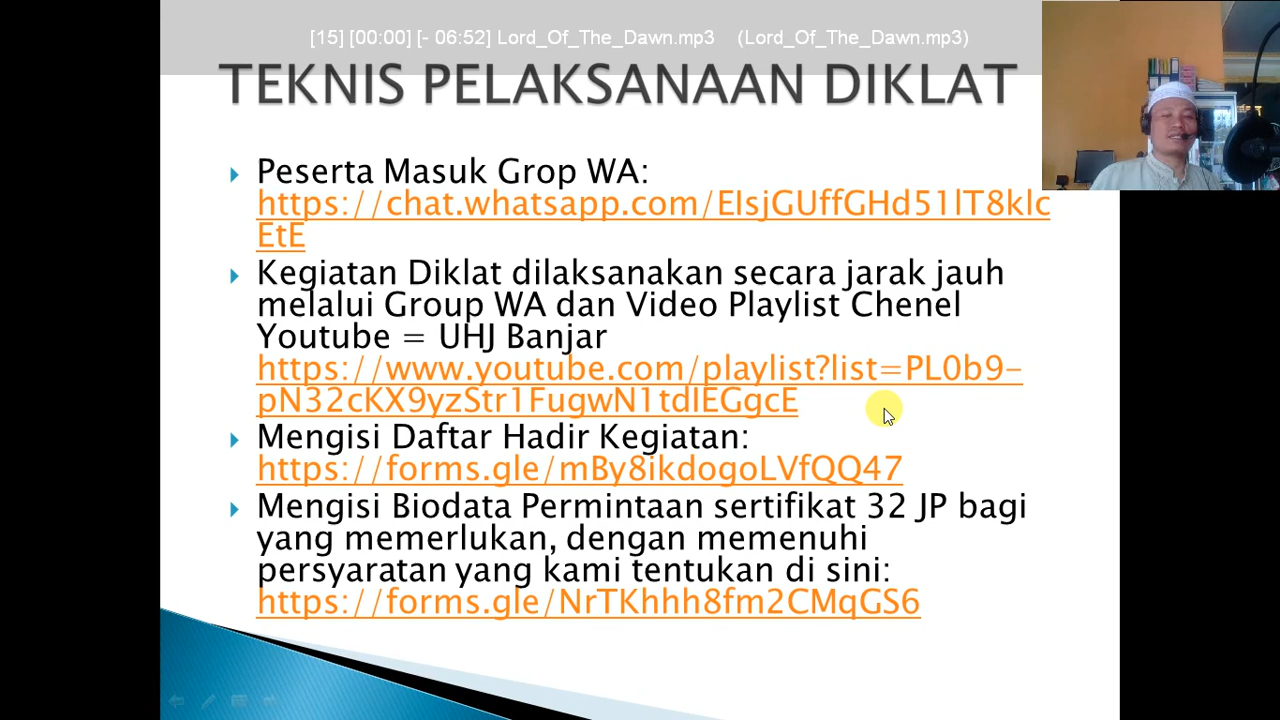 [15] [00:00] [- 06:52] Lord_Of_The_Dawn.mp3 (Lord_Of_The_Dawn.mp3)
TEKNIS PELAKSANAAN DIKLAT
Peserta Masuk Grop WA:
https://chat.whatsapp.com/EIsjGUffGHd51lT8klc
EtE
Kegiatan Diklat dilaksanakan secara jarak jauh
melalui Group WA dan Video Playlist Chenel
Youtube = UHJ Banjar
https://www.youtube.com/playlist?list=PL0b9-
pN32cKX9yzStr1FugwN1tdIEGgcE
Mengisi Daftar Hadir Kegiatan:
https://forms.gle/mBy8ikdogoLVfQQ47
Mengisi Biodata Permintaan sertifikat 32 JP bagi
yang memerlukan, dengan memenuhi
persyaratan yang kami tentukan di sini:
https://forms.gle/NrTKhhh8fm2CMqGS6